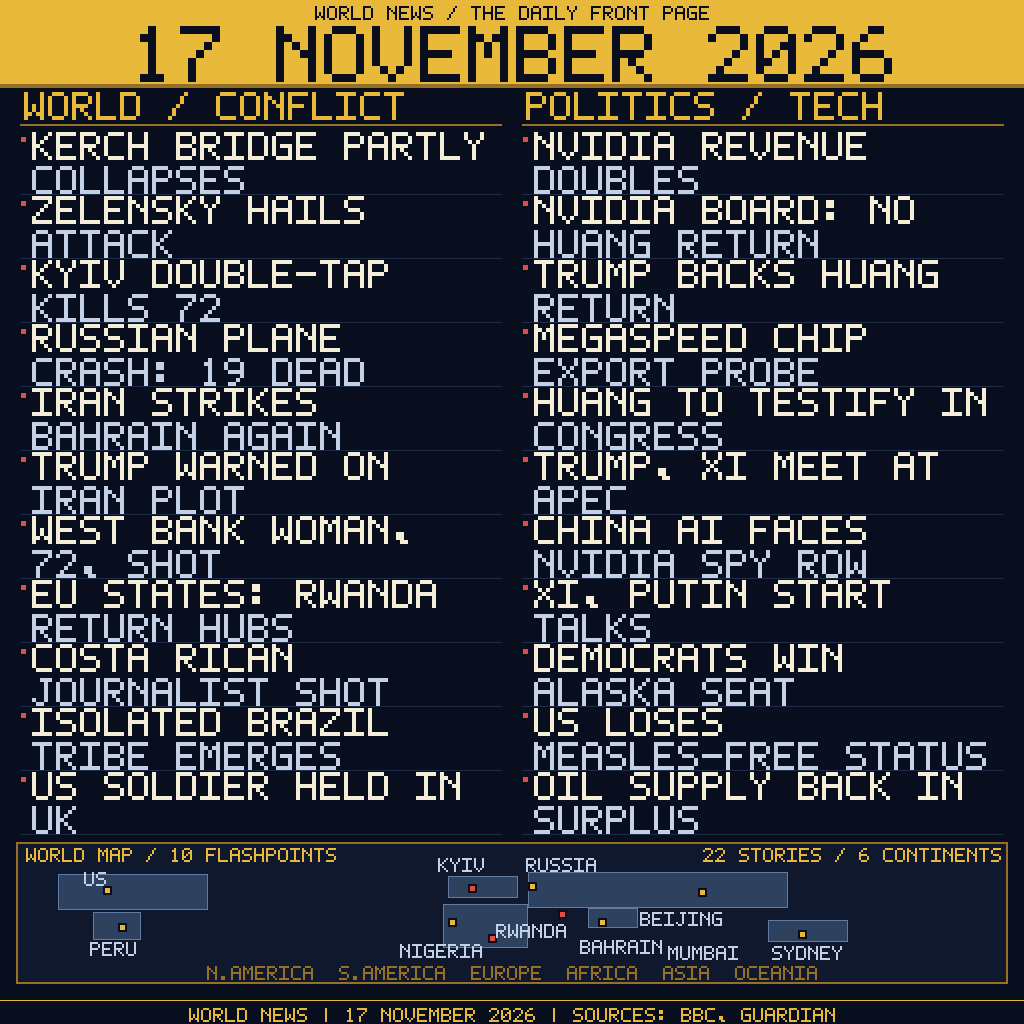 WORLD NEWS / THE DAILY FRONT PAGE
17 NOVEMBER 2026
WORLD / CONFLICT
KERCH BRIDGE PARTLY
COLLAPSES
ZELENSKY HAILS
ATTACK
KYIV DOUBLE-TAP
KILLS 72
RUSSIAN PLANE
CRASH: 19 DEAD
IRAN STRIKES
BAHRAIN AGAIN
TRUMP WARNED ON
IRAN PLOT
WEST BANK WOMAN,
72, SHOT
EU STATES: RWANDA
RETURN HUBS
COSTA RICAN
JOURNALIST SHOT
ISOLATED BRAZIL
TRIBE EMERGES
US SOLDIER HELD IN
UK
POLITICS / TECH
NVIDIA REVENUE
DOUBLES
NVIDIA BOARD: NO
HUANG RETURN
TRUMP BACKS HUANG
RETURN
MEGASPEED CHIP
EXPORT PROBE
HUANG TO TESTIFY IN
CONGRESS
TRUMP, XI MEET AT
APEC
CHINA AI FACES
NVIDIA SPY ROW
XI, PUTIN START
TALKS
DEMOCRATS WIN
ALASKA SEAT
US LOSES
MEASLES-FREE STATUS
OIL SUPPLY BACK IN
SURPLUS
WORLD MAP / 10 FLASHPOINTS
22 STORIES / 6 CONTINENTS
US
KYIV
RUSSIA
PERU
NIGERIA
RWANDA
BAHRAIN
BEIJING
MUMBAI
SYDNEY
N.AMERICA S.AMERICA EUROPE AFRICA ASIA OCEANIA
WORLD NEWS | 17 NOVEMBER 2026 | SOURCES: BBC, GUARDIAN